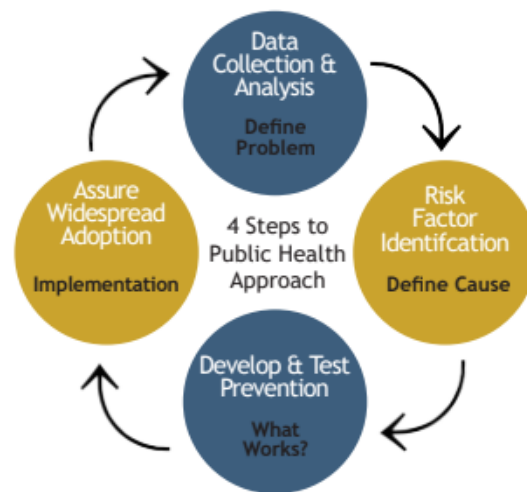 Data
Collection &
Analysis
Define
Problem
Risk
Factor
Identifcation
Define Cause
Develop & Test
Prevention
What
Works?
Assure
Widespread
Adoption
Implementation
4 Steps to
Public Health
Approach